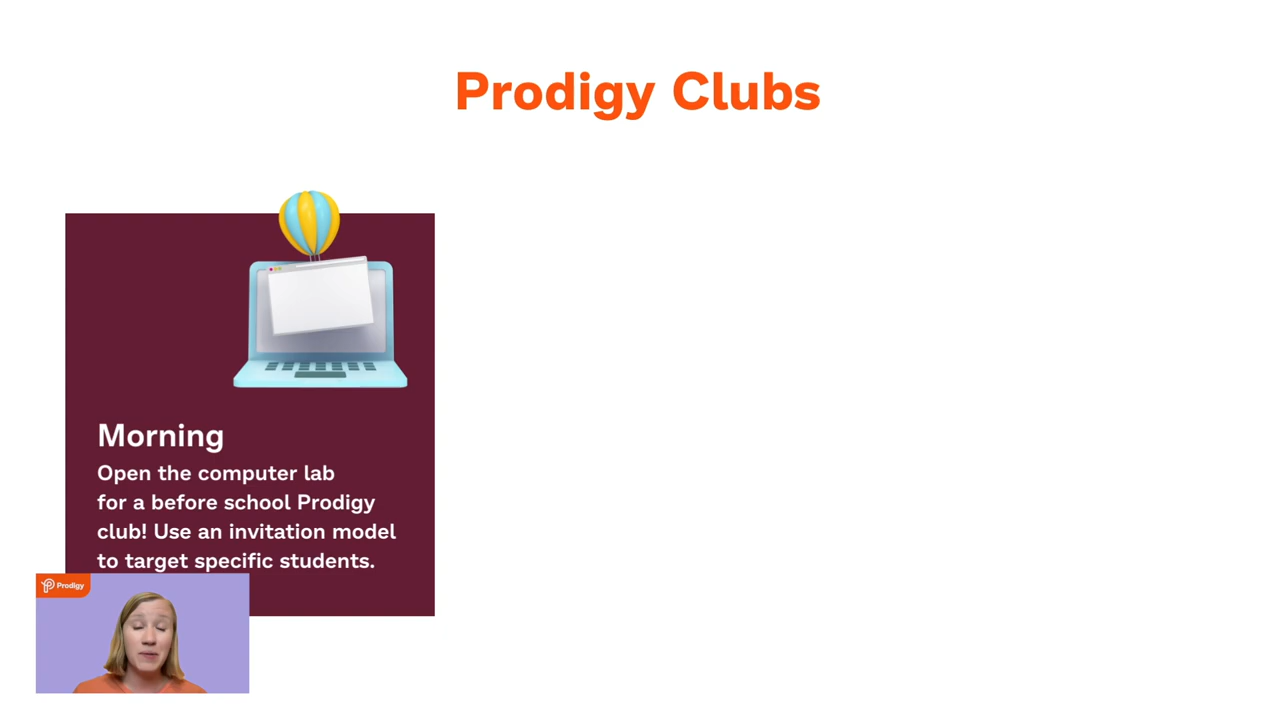 Prodigy Clubs
Morning
Open the computer lab
for a before school Prodigy
club! Use an invitation model
to target specific students.
Prodigy